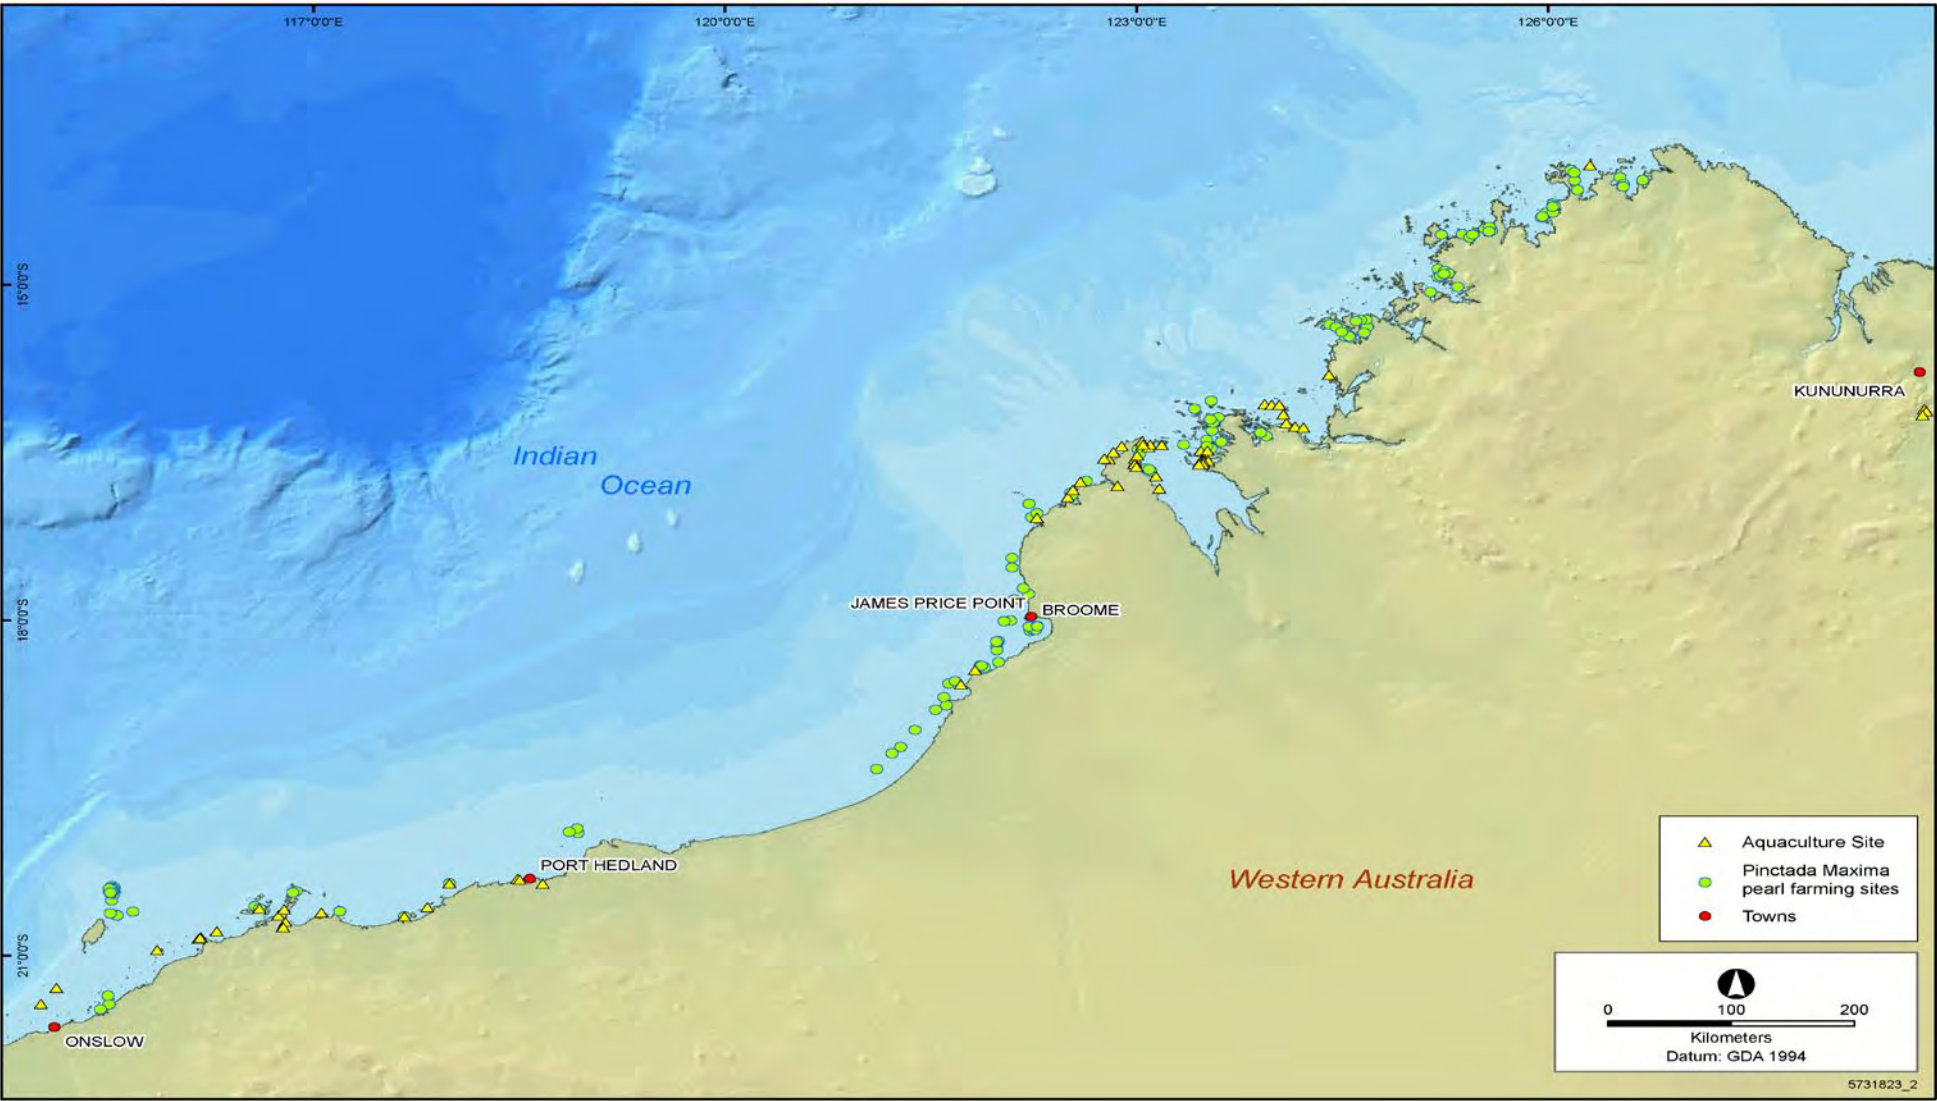 117°0'0"E
120°0'0"E
123°0'0"E
126°0'0"E
15°0'0"S
KUNUNURRA
Indian
Ocean
18°0'0"S
JAMES PRICE POINT
BROOME
PORT HEDLAND
Western Australia
21°0'0"S
ONSLOW
Aquaculture Site
Pinctada Maxima
pearl farming sites
Towns
0 100 200
Kilometers
Datum: GDA 1994
5731823_2